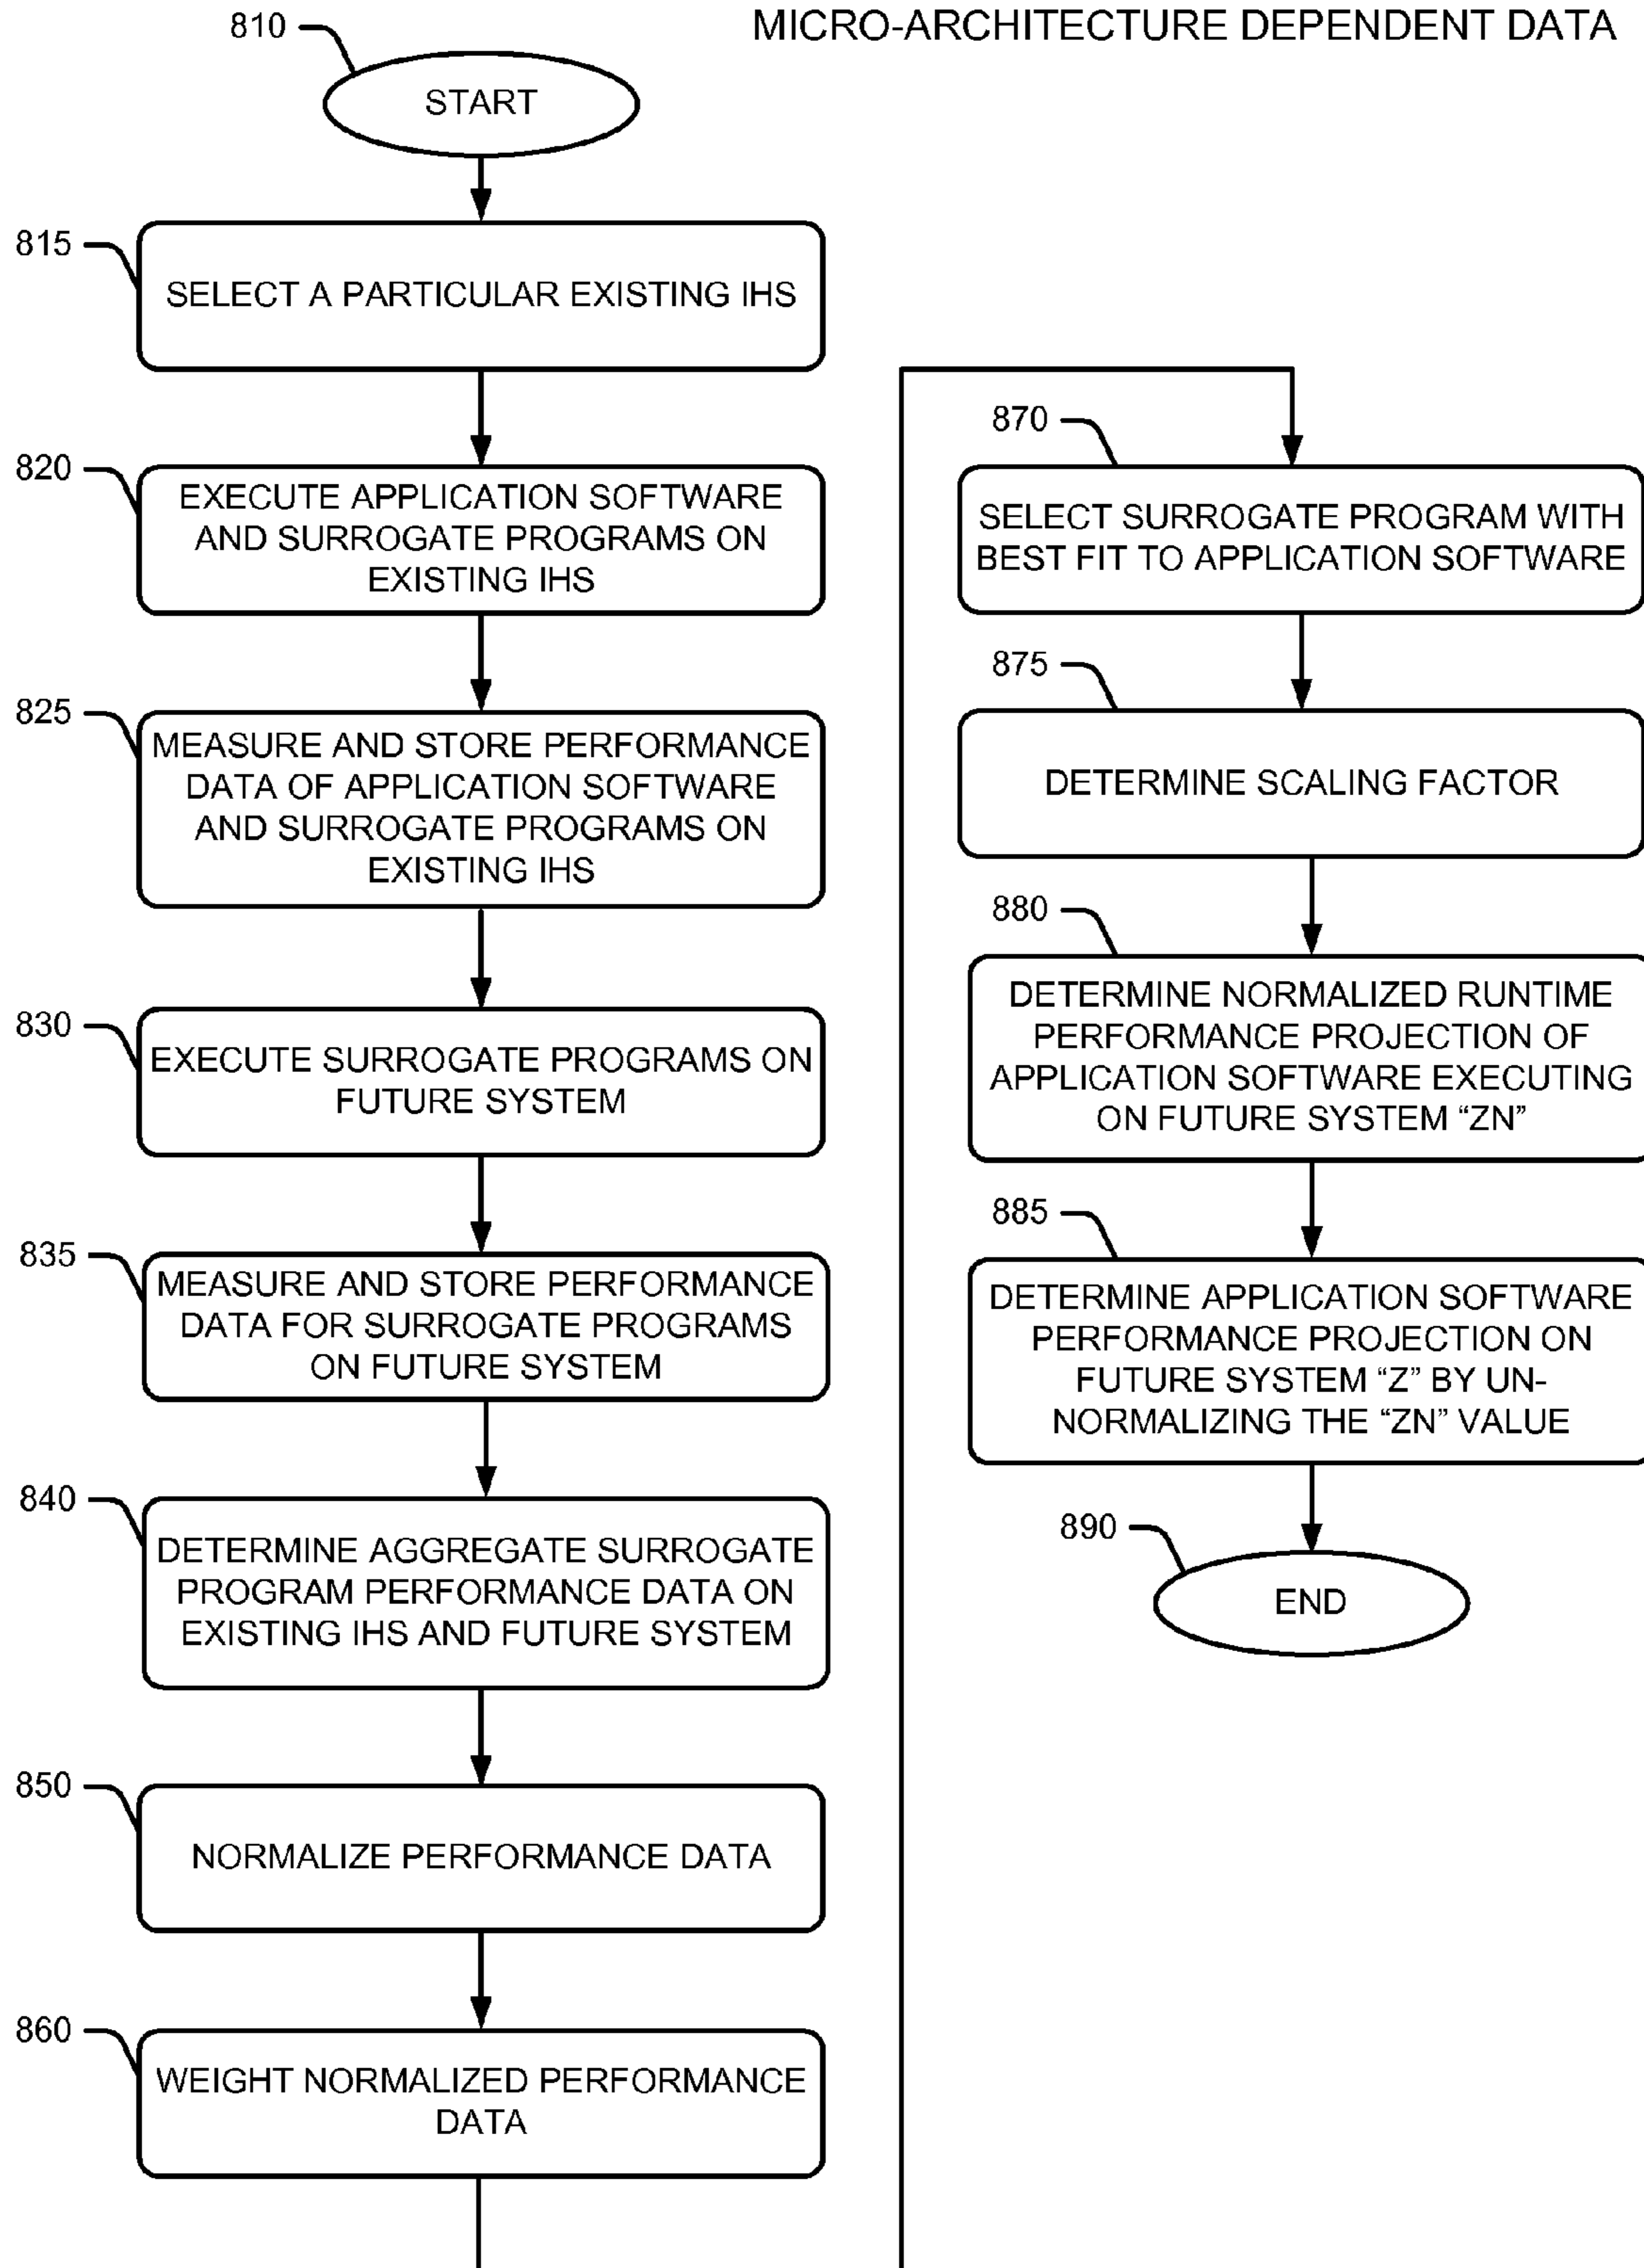 MICRO-ARCHITECTURE DEPENDENT DATA
810
START
815
SELECT A PARTICULAR EXISTING IHS
820
EXECUTE APPLICATION SOFTWARE
AND SURROGATE PROGRAMS ON
EXISTING IHS
825
MEASURE AND STORE PERFORMANCE
DATA OF APPLICATION SOFTWARE
AND SURROGATE PROGRAMS ON
EXISTING IHS
830
EXECUTE SURROGATE PROGRAMS ON
FUTURE SYSTEM
835
MEASURE AND STORE PERFORMANCE
DATA FOR SURROGATE PROGRAMS
ON FUTURE SYSTEM
840
DETERMINE AGGREGATE SURROGATE
PROGRAM PERFORMANCE DATA ON
EXISTING IHS AND FUTURE SYSTEM
850
NORMALIZE PERFORMANCE DATA
860
WEIGHT NORMALIZED PERFORMANCE
DATA
870
SELECT SURROGATE PROGRAM WITH
BEST FIT TO APPLICATION SOFTWARE
875
DETERMINE SCALING FACTOR
880
DETERMINE NORMALIZED RUNTIME
PERFORMANCE PROJECTION OF
APPLICATION SOFTWARE EXECUTING
ON FUTURE SYSTEM “ZN”
885
DETERMINE APPLICATION SOFTWARE
PERFORMANCE PROJECTION ON
FUTURE SYSTEM “Z” BY UN-
NORMALIZING THE “ZN” VALUE
890
END